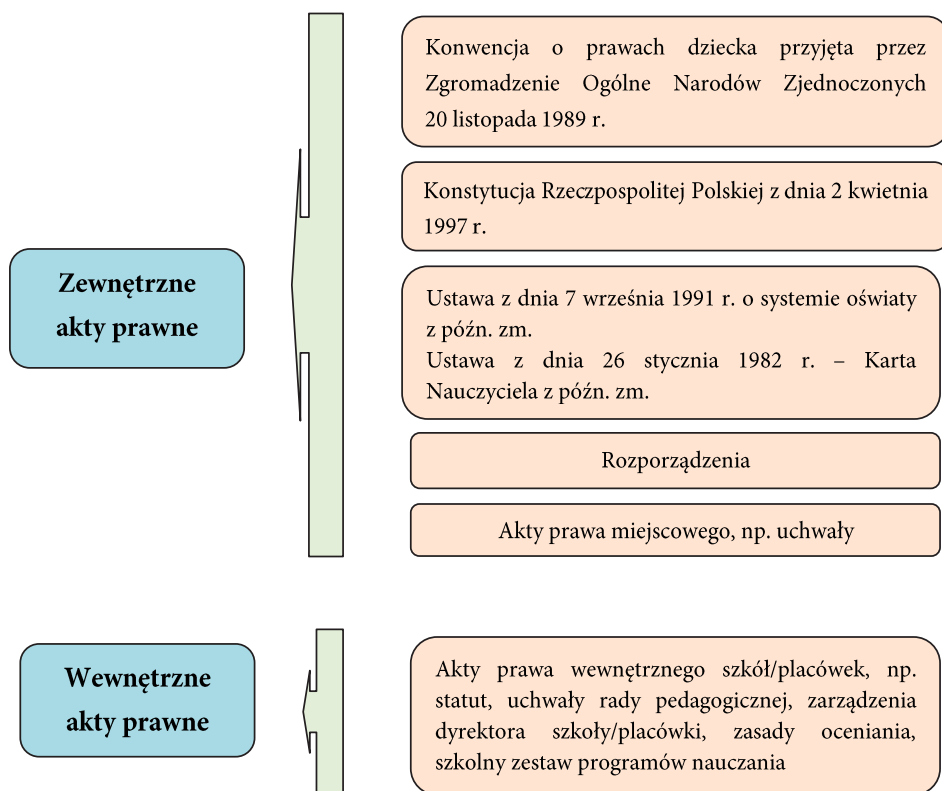 Zewnętrzne
akty prawne
Konwencja o prawach dziecka przyjęta przez
Zgromadzenie Ogólne Narodów Zjednoczonych
20 listopada 1989 r.
Konstytucja Rzeczpospolitej Polskiej z dnia 2 kwietnia
1997 r.
Ustawa z dnia 7 września 1991 r. o systemie oświaty
z późn. zm.
Ustawa z dnia 26 stycznia 1982 r. – Karta
Nauczyciela z późn. zm.
Rozporządzenia
Akty prawa miejscowego, np. uchwały
Wewnętrzne
akty prawne
Akty prawa wewnętrznego szkół/placówek, np.
statut, uchwały rady pedagogicznej, zarządzenia
dyrektora szkoły/placówki, zasady oceniania,
szkolny zestaw programów nauczania